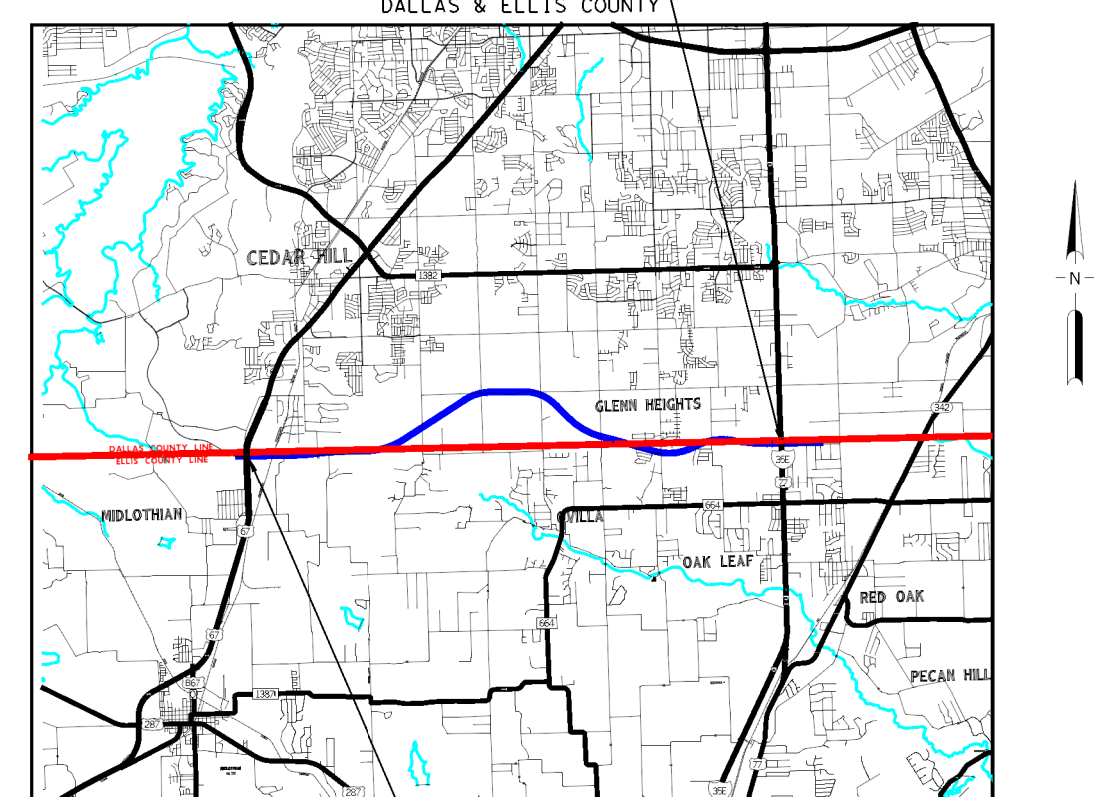 DALLAS & ELLIS COUNTY
CEDAR HILL
1382
N
GLENN HEIGHTS
342
DALLAS COUNTY LINE
ELLIS COUNTY LINE
35E
77
664
MIDLOTHIAN
VILLA
67
OAK LEAF
RED OAK
664
67
PECAN HILL
867
1387
287
77
35E
287